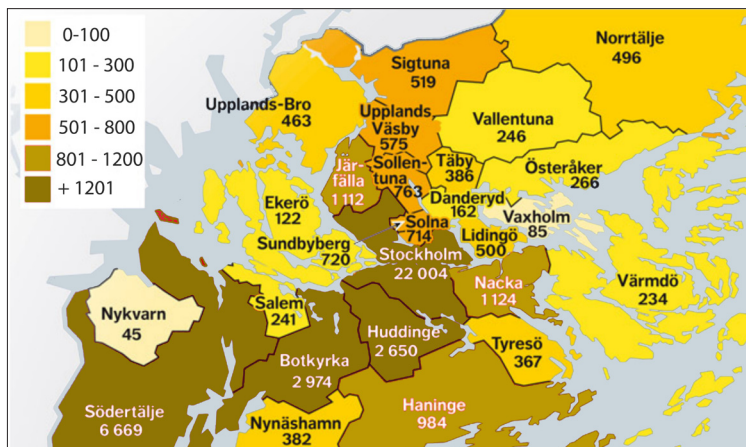 0-100
101 - 300
301 - 500
501 - 800
801 - 1200
+ 1201
Norrtälje
496
Sigtuna
519
Upplands-Bro
463
Upplands
Väsby
575
Vallentuna
246
Jär-
fälla
1 112
Sollen-
tuna
763
Täby
386
Österåker
266
Ekerö
122
Danderyd
162
Vaxholm
85
Sundbyberg
720
Solna
714
Lidingö
500
Stockholm
22 004
Nacka
1 124
Värmdö
234
Nykvarn
45
Salem
241
Huddinge
2 650
Tyresö
367
Botkyrka
2 974
Södertälje
6 669
Haninge
984
Nynäshamn
382